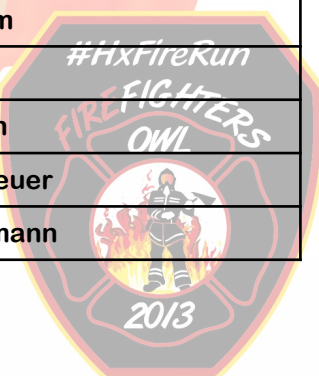 m
#HxFireRun
FIREFIGHTERS
n
OWL
euer
mann
2013